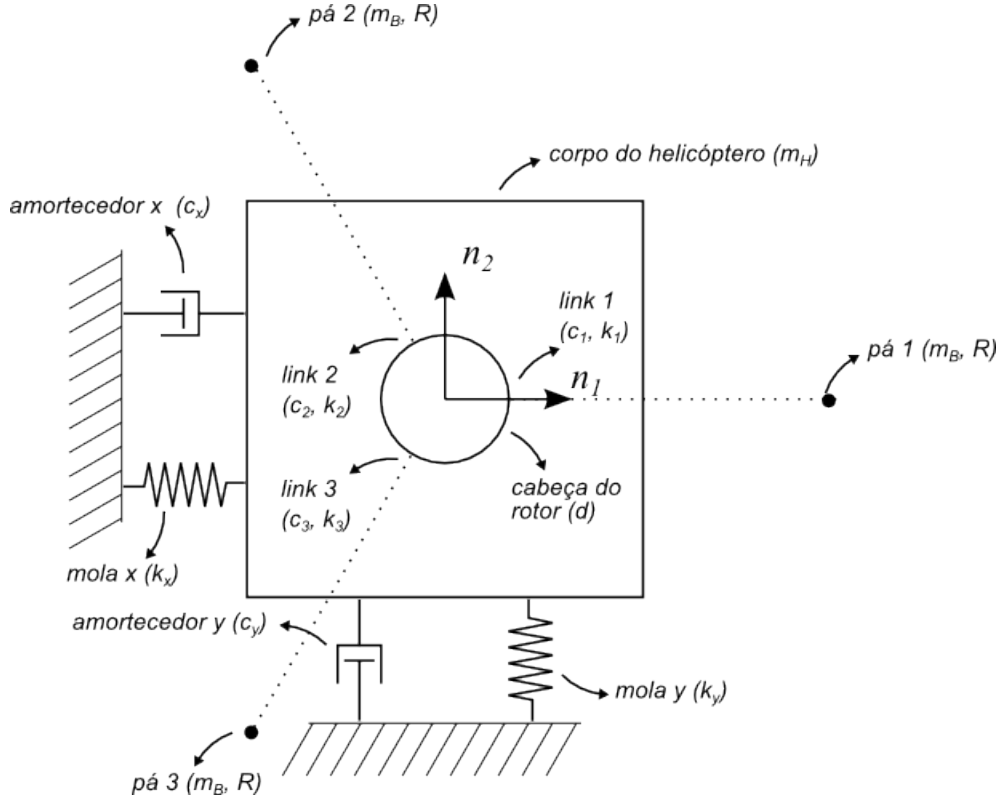 pá 2 (m_B, R)
corpo do helicóptero (m_H)
amortecedor x (c_x)
n_2
link 1
(c_1, k_1)
pá 1 (m_B, R)
link 2
(c_2, k_2)
n_1
link 3
(c_3, k_3)
cabeça do
rotor (d)
mola x (k_x)
amortecedor y (c_y)
mola y (k_y)
pá 3 (m_B, R)